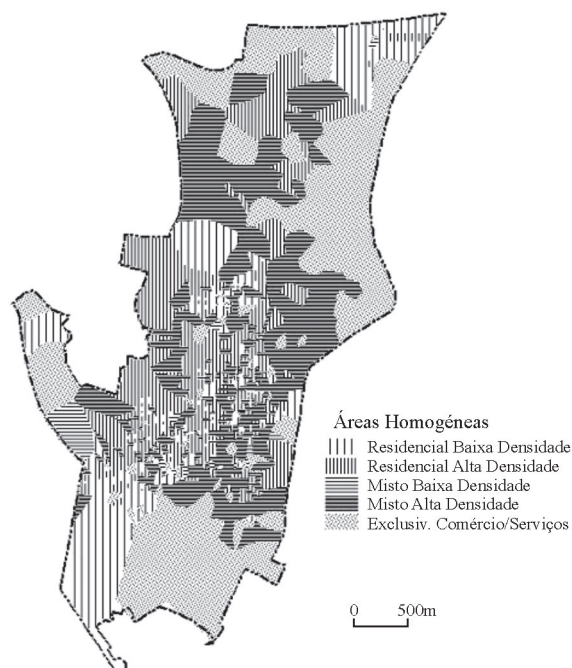 Áreas Homogéneas
Residencial Baixa Densidade
Residencial Alta Densidade
Misto Baixa Densidade
Misto Alta Densidade
Exclusiv. Comércio/Serviços
0 500m